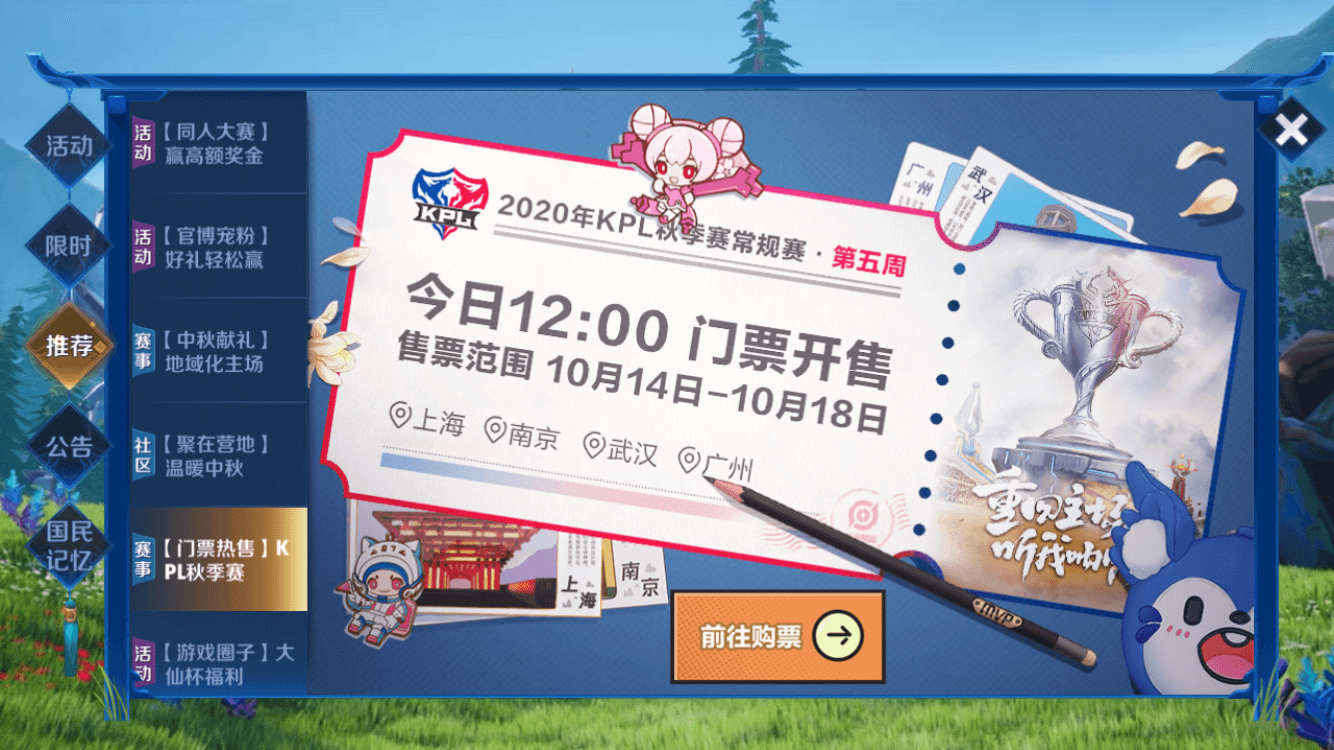 活动
限时
推荐
公告
国民
记忆
活动
【同人大赛】
赢高额奖金
活动
【官博宠粉】
好礼轻松赢
赛事
【中秋献礼】
地域化主场
社区
【聚在营地】
温暖中秋
赛事
【门票热售】K
PL秋季赛
活动
【游戏圈子】大
仙杯福利
KPL
2020年KPL秋季赛常规赛·第五周
今日12:00 门票开售
售票范围 10月14日-10月18日
上海 南京 武汉 广州
广州
武汉
重回主场
听我呐喊
上海
南京
MVP
前往购票